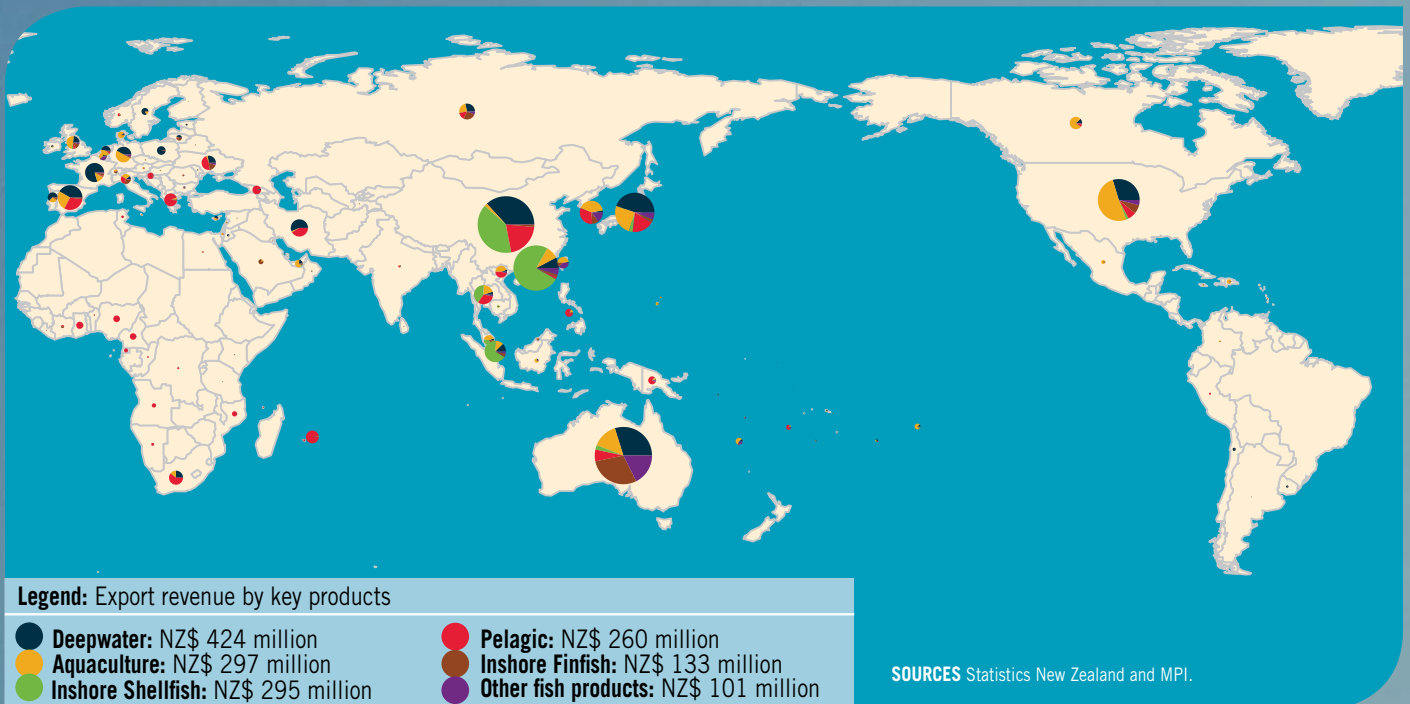 Legend: Export revenue by key products
Deepwater: NZ$ 424 million
Aquaculture: NZ$ 297 million
Inshore Shellfish: NZ$ 295 million
Pelagic: NZ$ 260 million
Inshore Finfish: NZ$ 133 million
Other fish products: NZ$ 101 million
SOURCES Statistics New Zealand and MPI.